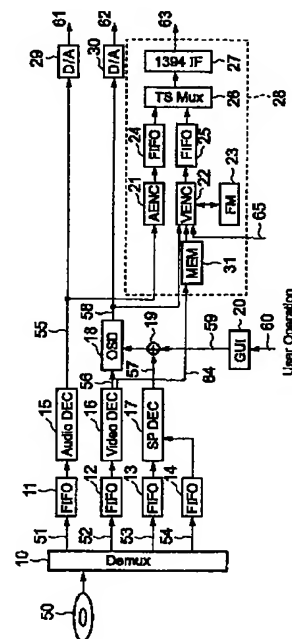 10
Demux
50
51
52
53
54
11
FIFO
12
FIFO
13
FIFO
14
FIFO
15
Audio DEC
16
Video DEC
17
SP DEC
55
56
57
18
OSD
19
58
59
20
GUI
60
User Operation
64
31
MEM
65
21
AENC
22
VENC
23
FM
24
FIFO
25
FIFO
26
TS Mux
27
1394 IF
28
29
D/A
30
D/A
61
62
63